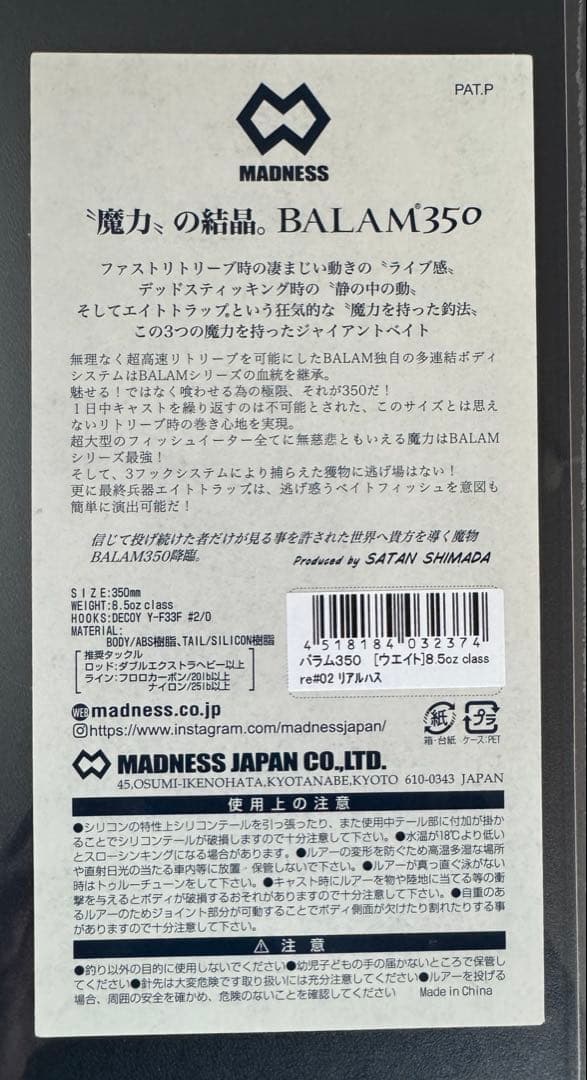 PAT.P
MADNESS
〝魔力〟の結晶。BALAM®350
ファストリトリーブ時の凄まじい動きの〝ライブ感〟
デッドスティッキング時の〝静の中の動〟
そしてエイトトラップという狂気的な〝魔力を持った釣法〟
この3つの魔力を持ったジャイアントベイト
無理なく超高速リトリーブを可能にしたBALAM独自の多連結ボディ
システムはBALAMシリーズの血統を継承。
魅せる！ではなく喰わせる為の極限、それが350だ！
１日中キャストを繰り返すのは不可能とされた、このサイズとは思え
ないリトリーブ時の巻き心地を実現。
超大型のフィッシュイーター全てに無慈悲ともいえる魔力はBALAM
シリーズ最強！
そして、3フックシステムにより捕らえた獲物に逃げ場はない！
更に最終兵器エイトトラップは、逃げ惑うベイトフィッシュを意図も
簡単に演出可能だ！
信じて投げ続けた者だけが見る事を許された世界へ貴方を導く魔物
BALAM350降臨。
Produced by SATAN SHIMADA
SIZE:350mm
WEIGHT:8.5oz class
HOOKS:DECOY Y-F33F #2/0
MATERIAL:
BODY/ABS樹脂、TAIL/SILICON樹脂
推奨タックル
ロッド:ダブルエクストラヘビー以上
ライン:フロロカーボン/20lb以上
ナイロン/25lb以上
4518184032374
バラム350 [ウエイト]8.5oz class
re#02 リアルハス
WEB madness.co.jp
https://www.instagram.com/madnessjapan/
紙
箱・台紙
プラ
ケース:PET
MADNESS JAPAN CO.,LTD.
45,OSUMI-IKENOHATA,KYOTANABE,KYOTO 610-0343 JAPAN
使用上の注意
●シリコンの特性上シリコンテールを引っ張ったり、また使用中テール部に付加が掛か
ることでシリコンテールが破損しますので十分注意して下さい。●水温が18℃より低い
とスローシンキングになる場合があります。●ルアーの変形を防ぐため高温多湿な場所
や直射日光の当たる車内等に放置・保管しないで下さい。●ルアーが真っ直ぐ泳がない
時はトゥルーチューンをして下さい。●キャスト時にルアーを物や陸地に当てる等の衝
撃を与えるとボディが破損するおそれがありますので十分注意して下さい。●自重のあ
るルアーのためジョイント部分が可動することでボディ側面が欠けたり割れたりする事
がありますので十分注意して下さい。
⚠注意
●釣り以外の目的に使用しないでください●幼児子どもの手の届かないところで保管し
てください●針先は大変危険です取り扱いには充分注意してください●ルアーを投げる
場合、周囲の安全を確かめ、危険のないことを確認してください
Made in China